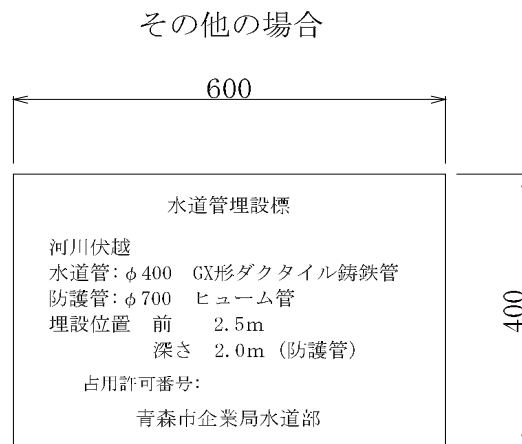 その他の場合
600
水道管埋設標
河川伏越
水道管:φ400 GX形ダクタイル鋳鉄管
防護管:φ700 ヒューム管
埋設位置 前 2.5m
深さ 2.0m (防護管)
占用許可番号:
青森市企業局水道部
400